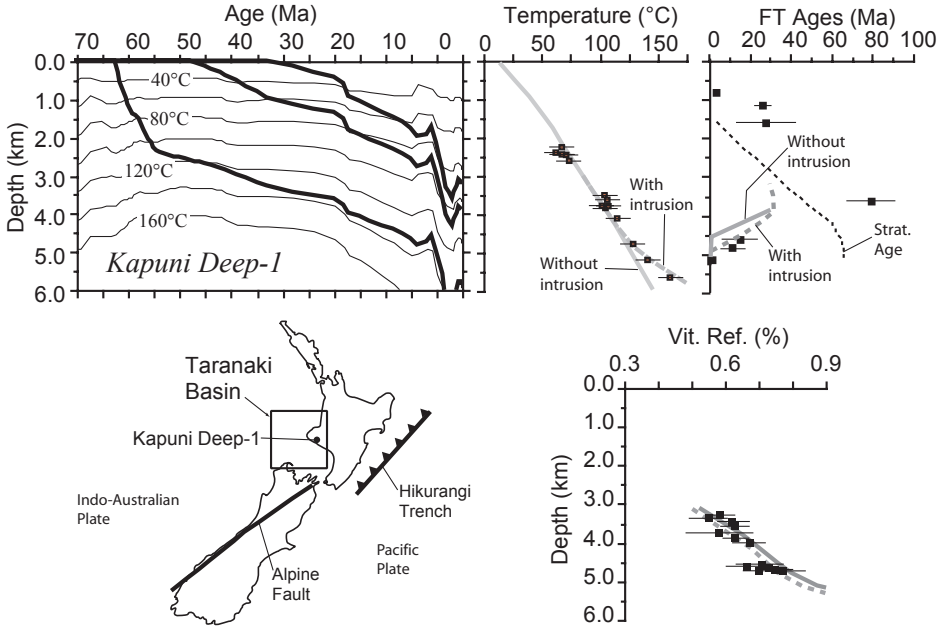 Age (Ma)
70 60 50 40 30 20 10 0
Depth (km)
0.0
1.0
2.0
3.0
4.0
5.0
6.0
40°C
80°C
120°C
160°C
Kapuni Deep-1
Temperature (°C)
0 50 100 150
With
intrusion
Without
intrusion
FT Ages (Ma)
0 20 40 60 80 100
Without
intrusion
Strat.
Age
With
intrusion
Taranaki
Basin
Kapuni Deep-1
Indo-Australian
Plate
Hikurangi
Trench
Pacific
Plate
Alpine
Fault
Vit. Ref. (%)
0.3 0.6 0.9
Depth (km)
0.0
1.0
2.0
3.0
4.0
5.0
6.0